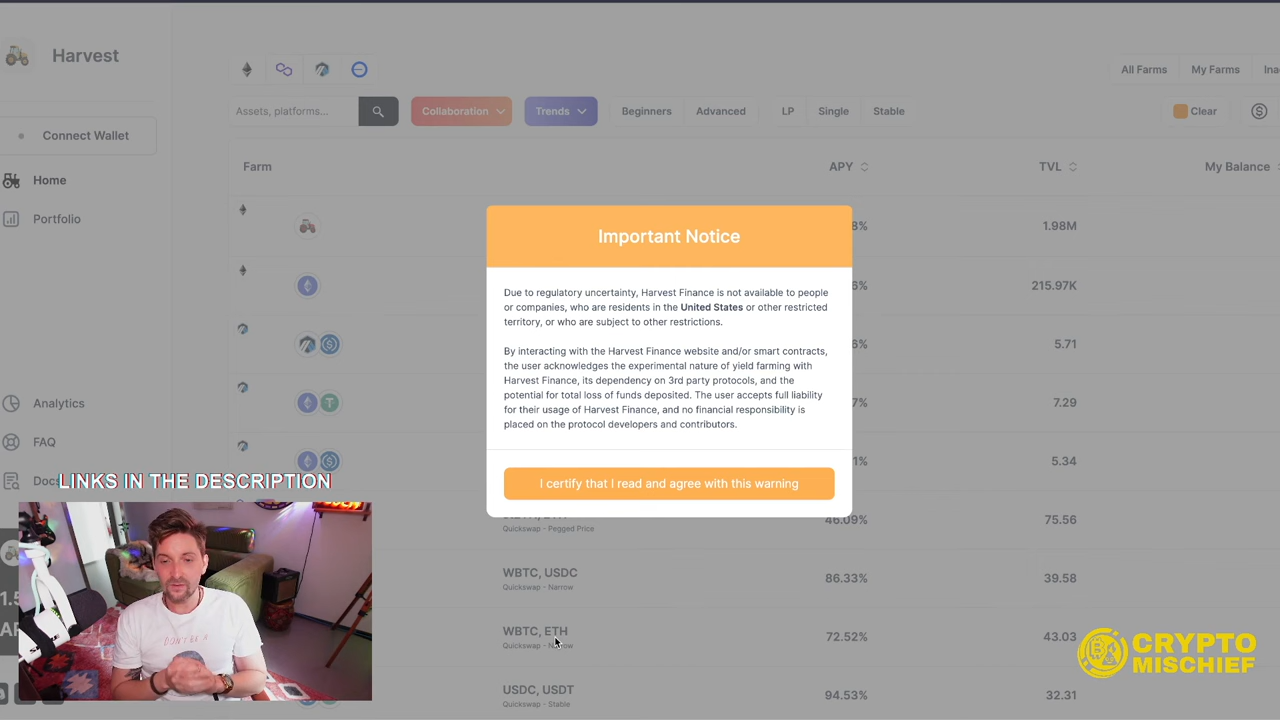 Harvest
All Farms
My Farms
Ina
Connect Wallet
Assets, platforms...
Collaboration
Trends
Beginners
Advanced
LP
Single
Stable
Clear
Home
Portfolio
Farm
APY
TVL
My Balance
8%
1.98M
6%
215.97K
6%
5.71
7%
7.29
1%
5.34
Important Notice
Due to regulatory uncertainty, Harvest Finance is not available to people
or companies, who are residents in the United States or other restricted
territory, or who are subject to other restrictions.
By interacting with the Harvest Finance website and/or smart contracts,
the user acknowledges the experimental nature of yield farming with
Harvest Finance, its dependency on 3rd party protocols, and the
potential for total loss of funds deposited. The user accepts full liability
for their usage of Harvest Finance, and no financial responsibility is
placed on the protocol developers and contributors.
I certify that I read and agree with this warning
Analytics
FAQ
LINKS IN THE DESCRIPTION
Quickswap - Pegged Price
46.09%
75.56
WBTC, USDC
Quickswap - Narrow
86.33%
39.58
WBTC, ETH
Quickswap - Narrow
72.52%
43.03
USDC, USDT
Quickswap - Stable
94.53%
32.31
CRYPTO
MISCHIEF